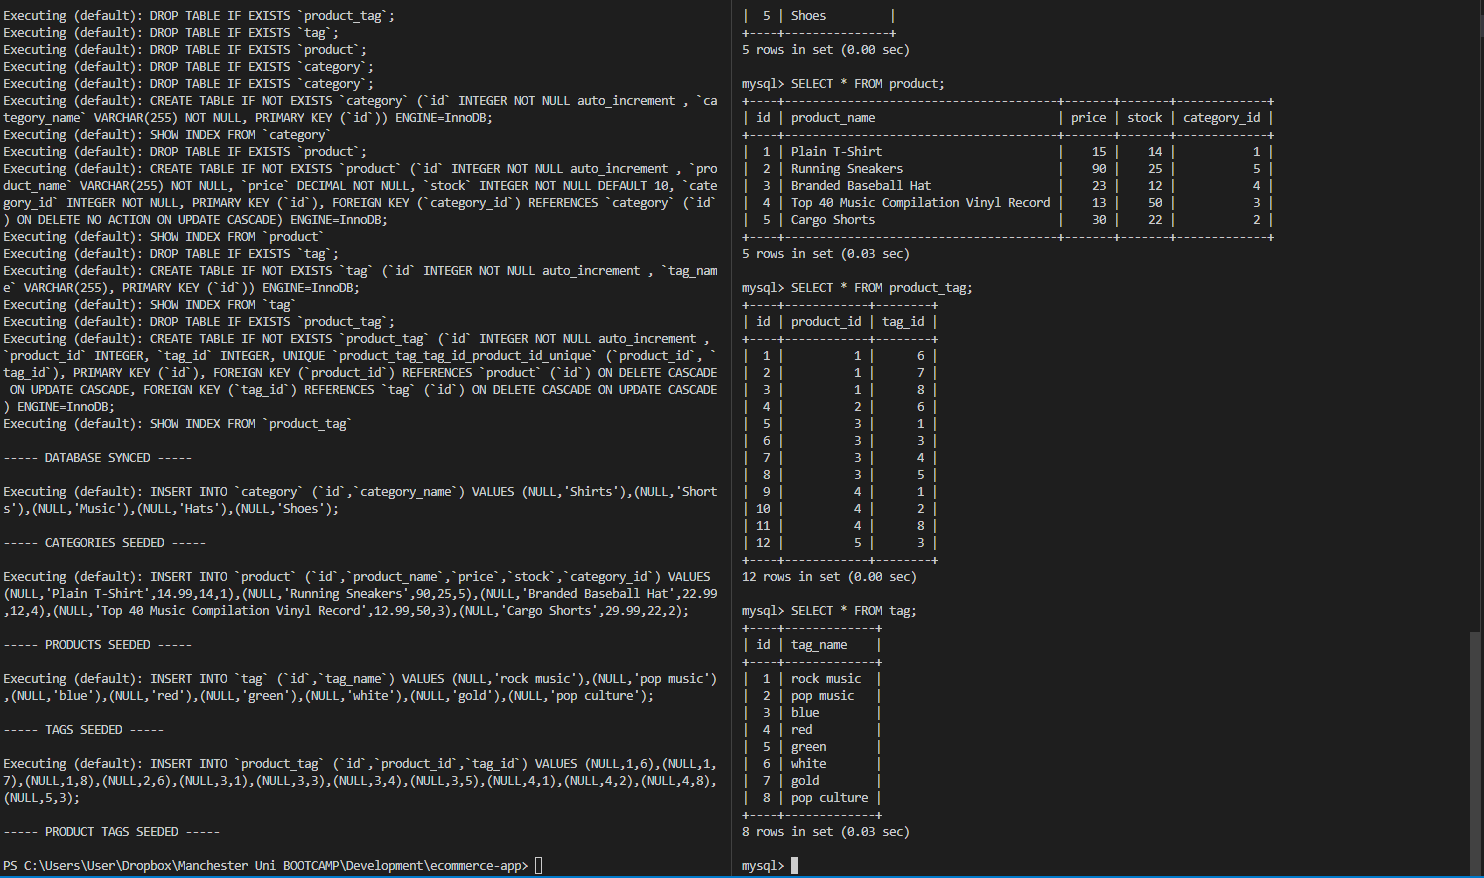 Executing (default): DROP TABLE IF EXISTS `product_tag`;
Executing (default): DROP TABLE IF EXISTS `tag`;
Executing (default): DROP TABLE IF EXISTS `product`;
Executing (default): DROP TABLE IF EXISTS `category`;
Executing (default): DROP TABLE IF EXISTS `category`;
Executing (default): CREATE TABLE IF NOT EXISTS `category` (`id` INTEGER NOT NULL auto_increment , `ca
tegory_name` VARCHAR(255) NOT NULL, PRIMARY KEY (`id`)) ENGINE=InnoDB;
Executing (default): SHOW INDEX FROM `category`
Executing (default): DROP TABLE IF EXISTS `product`;
Executing (default): CREATE TABLE IF NOT EXISTS `product` (`id` INTEGER NOT NULL auto_increment , `pro
duct_name` VARCHAR(255) NOT NULL, `price` DECIMAL NOT NULL, `stock` INTEGER NOT NULL DEFAULT 10, `cate
gory_id` INTEGER NOT NULL, PRIMARY KEY (`id`), FOREIGN KEY (`category_id`) REFERENCES `category` (`id`
) ON DELETE NO ACTION ON UPDATE CASCADE) ENGINE=InnoDB;
Executing (default): SHOW INDEX FROM `product`
Executing (default): DROP TABLE IF EXISTS `tag`;
Executing (default): CREATE TABLE IF NOT EXISTS `tag` (`id` INTEGER NOT NULL auto_increment , `tag_nam
e` VARCHAR(255), PRIMARY KEY (`id`)) ENGINE=InnoDB;
Executing (default): SHOW INDEX FROM `tag`
Executing (default): DROP TABLE IF EXISTS `product_tag`;
Executing (default): CREATE TABLE IF NOT EXISTS `product_tag` (`id` INTEGER NOT NULL auto_increment ,
`product_id` INTEGER, `tag_id` INTEGER, UNIQUE `product_tag_tag_id_product_id_unique` (`product_id`, `
tag_id`), PRIMARY KEY (`id`), FOREIGN KEY (`product_id`) REFERENCES `product` (`id`) ON DELETE CASCADE
 ON UPDATE CASCADE, FOREIGN KEY (`tag_id`) REFERENCES `tag` (`id`) ON DELETE CASCADE ON UPDATE CASCADE
) ENGINE=InnoDB;
Executing (default): SHOW INDEX FROM `product_tag`
----- DATABASE SYNCED -----
Executing (default): INSERT INTO `category` (`id`,`category_name`) VALUES (NULL,'Shirts'),(NULL,'Short
s'),(NULL,'Music'),(NULL,'Hats'),(NULL,'Shoes');
----- CATEGORIES SEEDED -----
Executing (default): INSERT INTO `product` (`id`,`product_name`,`price`,`stock`,`category_id`) VALUES
(NULL,'Plain T-Shirt',14.99,14,1),(NULL,'Running Sneakers',90,25,5),(NULL,'Branded Baseball Hat',22.99
,12,4),(NULL,'Top 40 Music Compilation Vinyl Record',12.99,50,3),(NULL,'Cargo Shorts',29.99,22,2);
----- PRODUCTS SEEDED -----
Executing (default): INSERT INTO `tag` (`id`,`tag_name`) VALUES (NULL,'rock music'),(NULL,'pop music')
,(NULL,'blue'),(NULL,'red'),(NULL,'green'),(NULL,'white'),(NULL,'gold'),(NULL,'pop culture');
----- TAGS SEEDED -----
Executing (default): INSERT INTO `product_tag` (`id`,`product_id`,`tag_id`) VALUES (NULL,1,6),(NULL,1,
7),(NULL,1,8),(NULL,2,6),(NULL,3,1),(NULL,3,3),(NULL,3,4),(NULL,3,5),(NULL,4,1),(NULL,4,2),(NULL,4,8),
(NULL,5,3);
----- PRODUCT TAGS SEEDED -----
PS C:\Users\User\Dropbox\Manchester Uni BOOTCAMP\Development\ecommerce-app>
|  5 | Shoes         |
+----+---------------+
5 rows in set (0.00 sec)
mysql> SELECT * FROM product;
+----+---------------------------------------+-------+-------+-------------+
| id | product_name                          | price | stock | category_id |
+----+---------------------------------------+-------+-------+-------------+
|  1 | Plain T-Shirt                         |    15 |    14 |           1 |
|  2 | Running Sneakers                      |    90 |    25 |           5 |
|  3 | Branded Baseball Hat                  |    23 |    12 |           4 |
|  4 | Top 40 Music Compilation Vinyl Record |    13 |    50 |           3 |
|  5 | Cargo Shorts                          |    30 |    22 |           2 |
+----+---------------------------------------+-------+-------+-------------+
5 rows in set (0.03 sec)
mysql> SELECT * FROM product_tag;
+----+------------+--------+
| id | product_id | tag_id |
+----+------------+--------+
|  1 |          1 |      6 |
|  2 |          1 |      7 |
|  3 |          1 |      8 |
|  4 |          2 |      6 |
|  5 |          3 |      1 |
|  6 |          3 |      3 |
|  7 |          3 |      4 |
|  8 |          3 |      5 |
|  9 |          4 |      1 |
| 10 |          4 |      2 |
| 11 |          4 |      8 |
| 12 |          5 |      3 |
+----+------------+--------+
12 rows in set (0.00 sec)
mysql> SELECT * FROM tag;
+----+-------------+
| id | tag_name    |
+----+-------------+
|  1 | rock music  |
|  2 | pop music   |
|  3 | blue        |
|  4 | red         |
|  5 | green       |
|  6 | white       |
|  7 | gold        |
|  8 | pop culture |
+----+-------------+
8 rows in set (0.03 sec)
mysql>